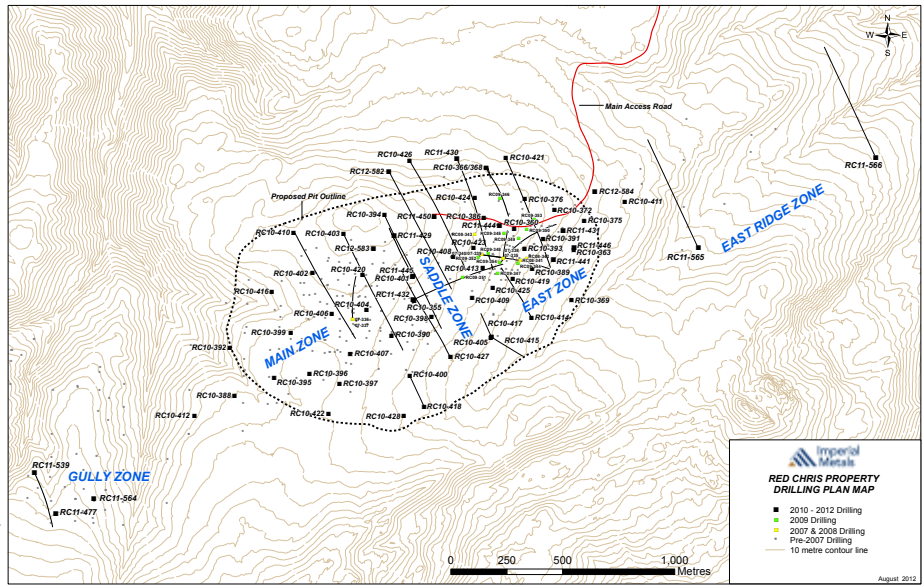 N
W E
S
Main Access Road
RC11-566
RC10-426
RC11-430
RC10-421
RC10-366/368
RC12-582
RC12-584
RC10-411
EAST RIDGE ZONE
Proposed Pit Outline
RC10-424
RC10-376
RC10-372
RC10-375
RC10-394
RC11-450
RC10-386
RC10-360
RC11-444
RC11-431
RC10-410
RC10-403
RC11-429
RC10-391
RC11-446
RC10-363
RC11-565
RC12-583
RC10-408
RC10-423
RC10-393
RC11-441
RC10-402
RC10-420
RC11-445
RC10-401
SADDLE ZONE
RC10-413
RC10-389
RC10-419
RC10-416
RC11-432
RC10-425
EAST ZONE
RC10-369
RC10-404
RC10-355
RC10-409
RC10-406
RC10-398
RC10-414
RC10-399
RC10-417
MAIN ZONE
RC10-390
RC10-405
RC10-415
RC10-392
RC10-407
RC10-427
RC10-396
RC10-400
RC10-395
RC10-397
RC10-388
RC10-412
RC10-422
RC10-428
RC10-418
RC11-539
GULLY ZONE
RC11-564
RC11-477
0 250 500 1,000
Metres
Imperial
Metals
RED CHRIS PROPERTY
DRILLING PLAN MAP
2010 - 2012 Drilling
2009 Drilling
2007 & 2008 Drilling
Pre-2007 Drilling
10 metre contour line
August 2012